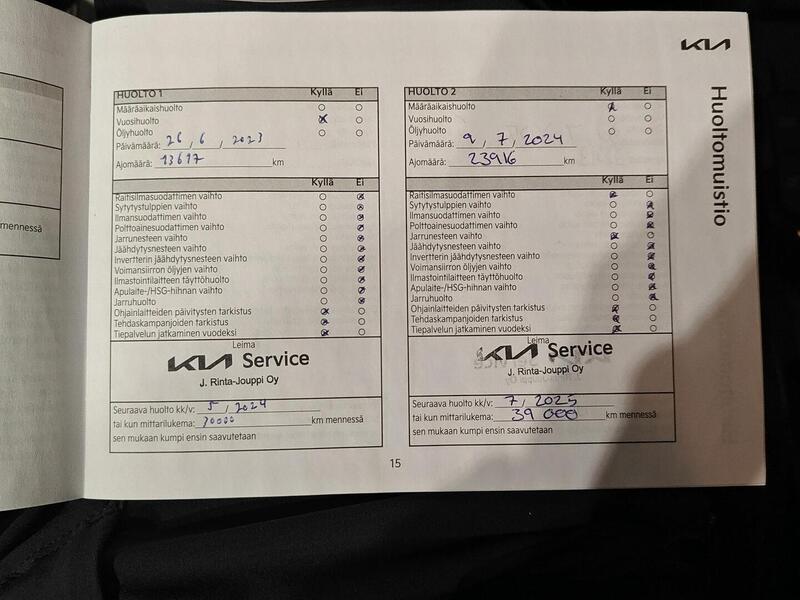 mennessä
KIA
Huoltomuistio
HUOLTO 1 Kyllä Ei
Määräaikaishuolto
Vuosihuolto
Öljyhuolto
Päivämäärä: 26, 6, 2023
Ajomäärä: 13617 km
Kyllä Ei
Raitisilmasuodattimen vaihto
Sytytystulppien vaihto
Ilmansuodattimen vaihto
Polttoainesuodattimen vaihto
Jarrunesteen vaihto
Jäähdytysnesteen vaihto
Invertterin jäähdytysnesteen vaihto
Voimansiirron öljyjen vaihto
Ilmastointilaitteen täyttöhuolto
Apulaite-/HSG-hihnan vaihto
Jarruhuolto
Ohjainlaitteiden päivitysten tarkistus
Tehdaskampanjoiden tarkistus
Tiepalvelun jatkaminen vuodeksi
Leima
KIA Service
J. Rinta-Jouppi Oy
Seuraava huolto kk/v: 5, 2024
tai kun mittarilukema: 30000 km mennessä
sen mukaan kumpi ensin saavutetaan
HUOLTO 2 Kyllä Ei
Määräaikaishuolto
Vuosihuolto
Öljyhuolto
Päivämäärä: 9, 7, 2024
Ajomäärä: 23916 km
Kyllä Ei
Raitisilmasuodattimen vaihto
Sytytystulppien vaihto
Ilmansuodattimen vaihto
Polttoainesuodattimen vaihto
Jarrunesteen vaihto
Jäähdytysnesteen vaihto
Invertterin jäähdytysnesteen vaihto
Voimansiirron öljyjen vaihto
Ilmastointilaitteen täyttöhuolto
Apulaite-/HSG-hihnan vaihto
Jarruhuolto
Ohjainlaitteiden päivitysten tarkistus
Tehdaskampanjoiden tarkistus
Tiepalvelun jatkaminen vuodeksi
Leima
KIA Service
J. Rinta-Jouppi Oy
Seuraava huolto kk/v: 7, 2025
tai kun mittarilukema: 39 000 km mennessä
sen mukaan kumpi ensin saavutetaan
15